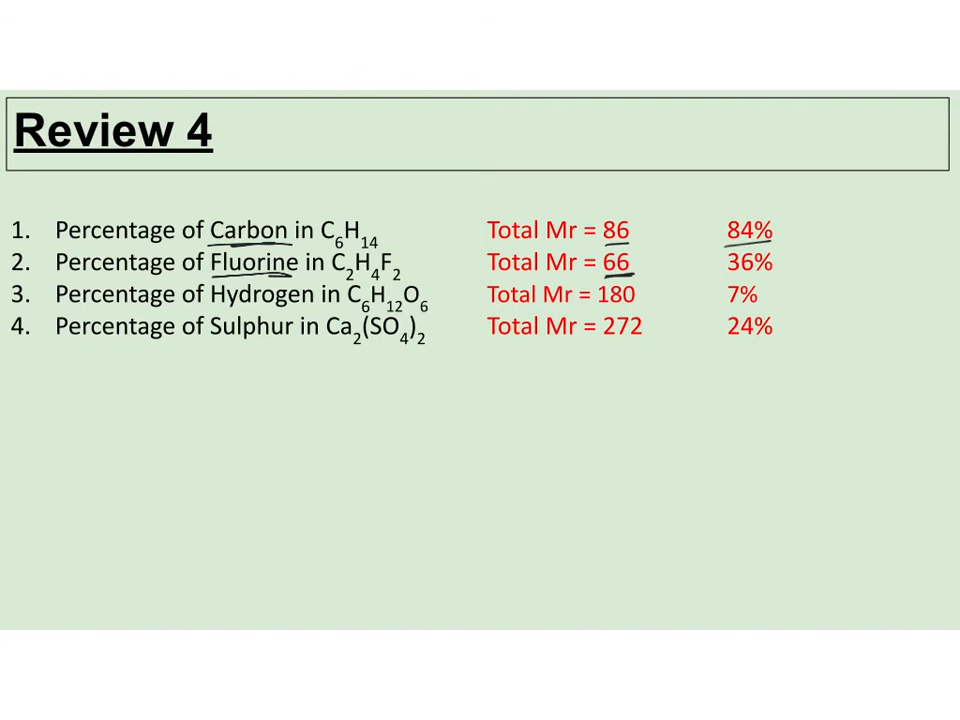 Review 4
1. Percentage of Carbon in C₆H₁₄ Total Mr = 86 84%
2. Percentage of Fluorine in C₂H₄F₂ Total Mr = 66 36%
3. Percentage of Hydrogen in C₆H₁₂O₆ Total Mr = 180 7%
4. Percentage of Sulphur in Ca₂(SO₄)₂ Total Mr = 272 24%